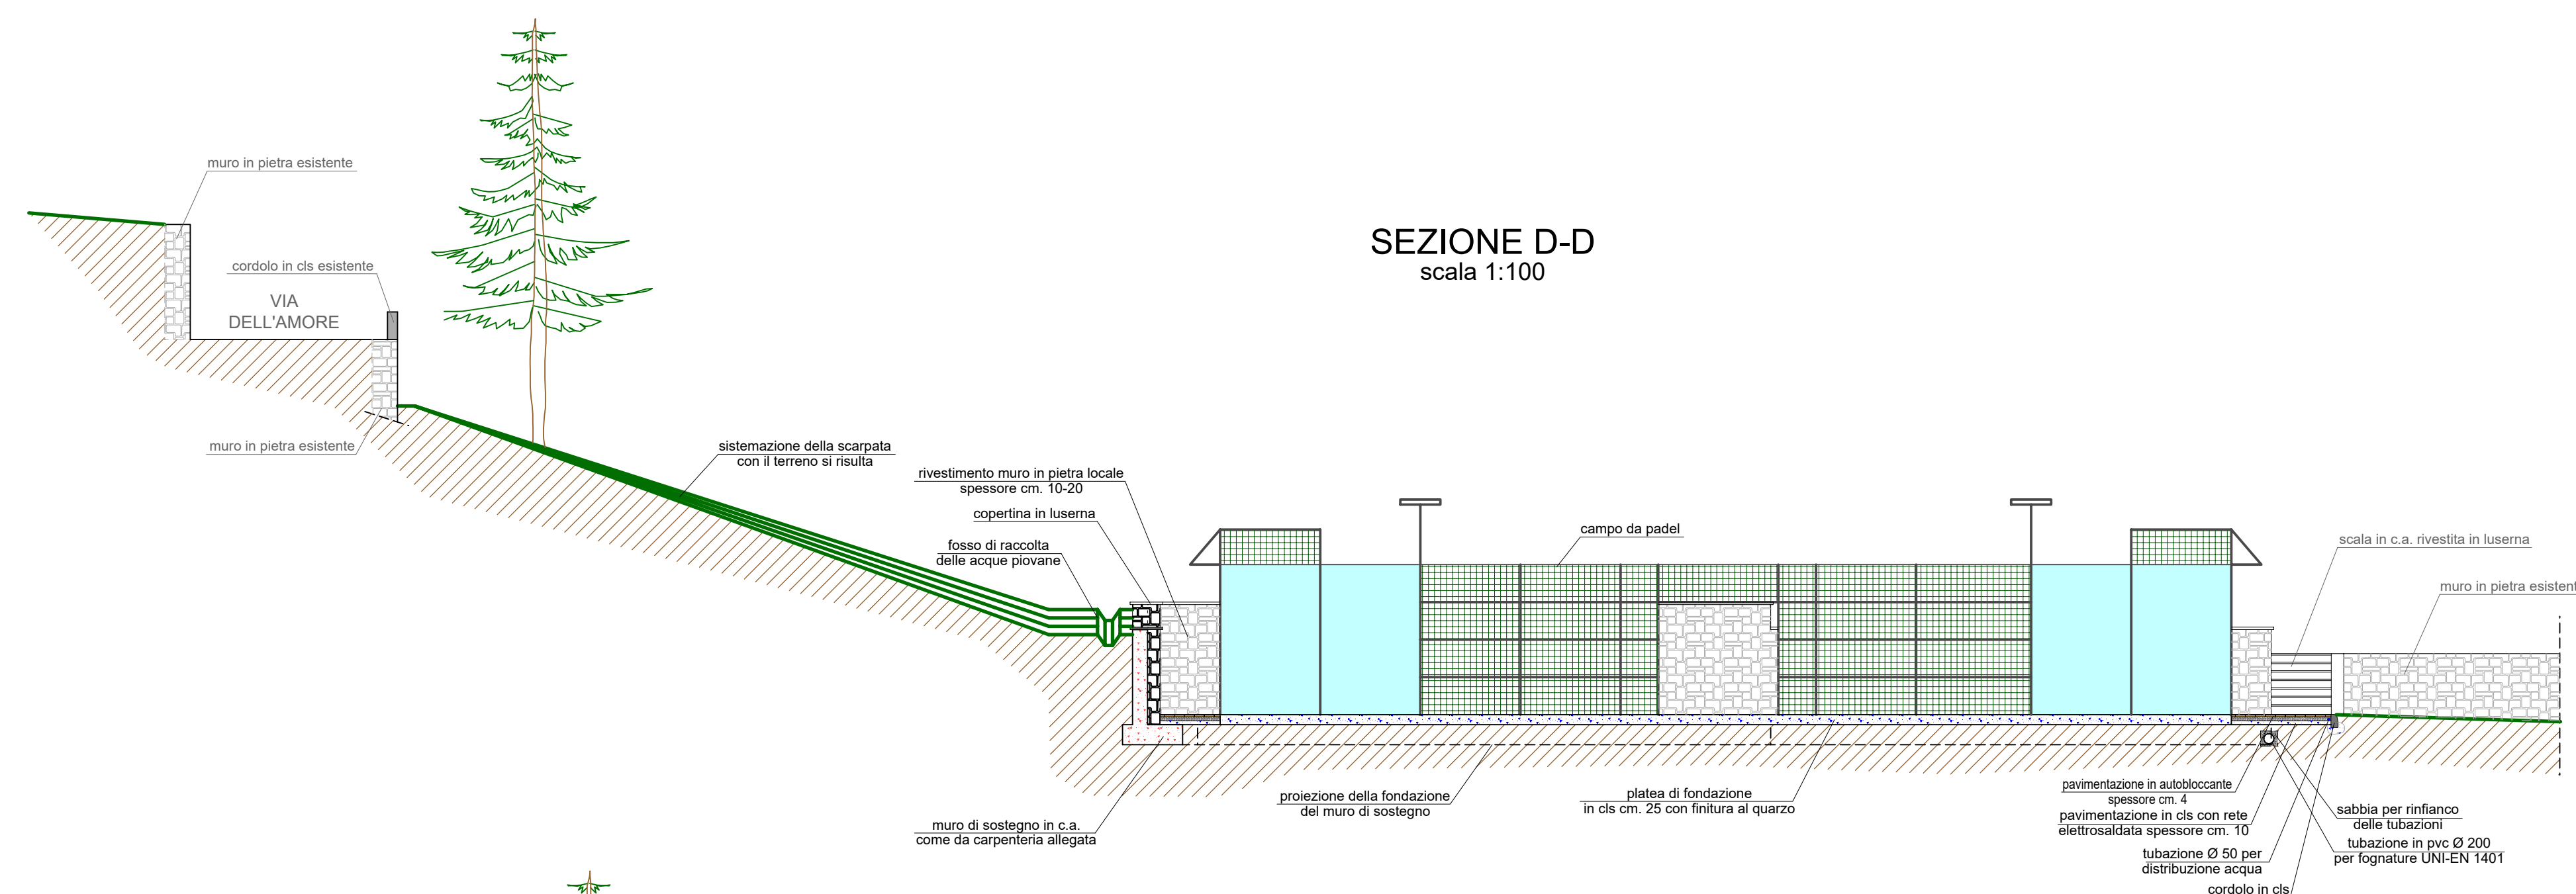 SEZIONE D-D
scala 1:100
muro in pietra esistente
cordolo in cls esistente
VIA
DELL'AMORE
muro in pietra esistente
sistemazione della scarpata
con il terreno si risulta
rivestimento muro in pietra locale
spessore cm. 10-20
copertina in luserna
fosso di raccolta
delle acque piovane
campo da padel
scala in c.a. rivestita in luserna
muro in pietra esistent
muro di sostegno in c.a.
come da carpenteria allegata
proiezione della fondazione
del muro di sostegno
platea di fondazione
in cls cm. 25 con finitura al quarzo
pavimentazione in autobloccante
spessore cm. 4
pavimentazione in cls con rete
elettrosaldata spessore cm. 10
tubazione Ø 50 per
distribuzione acqua
cordolo in cls
sabbia per rinfianco
delle tubazioni
tubazione in pvc Ø 200
per fognature UNI-EN 1401